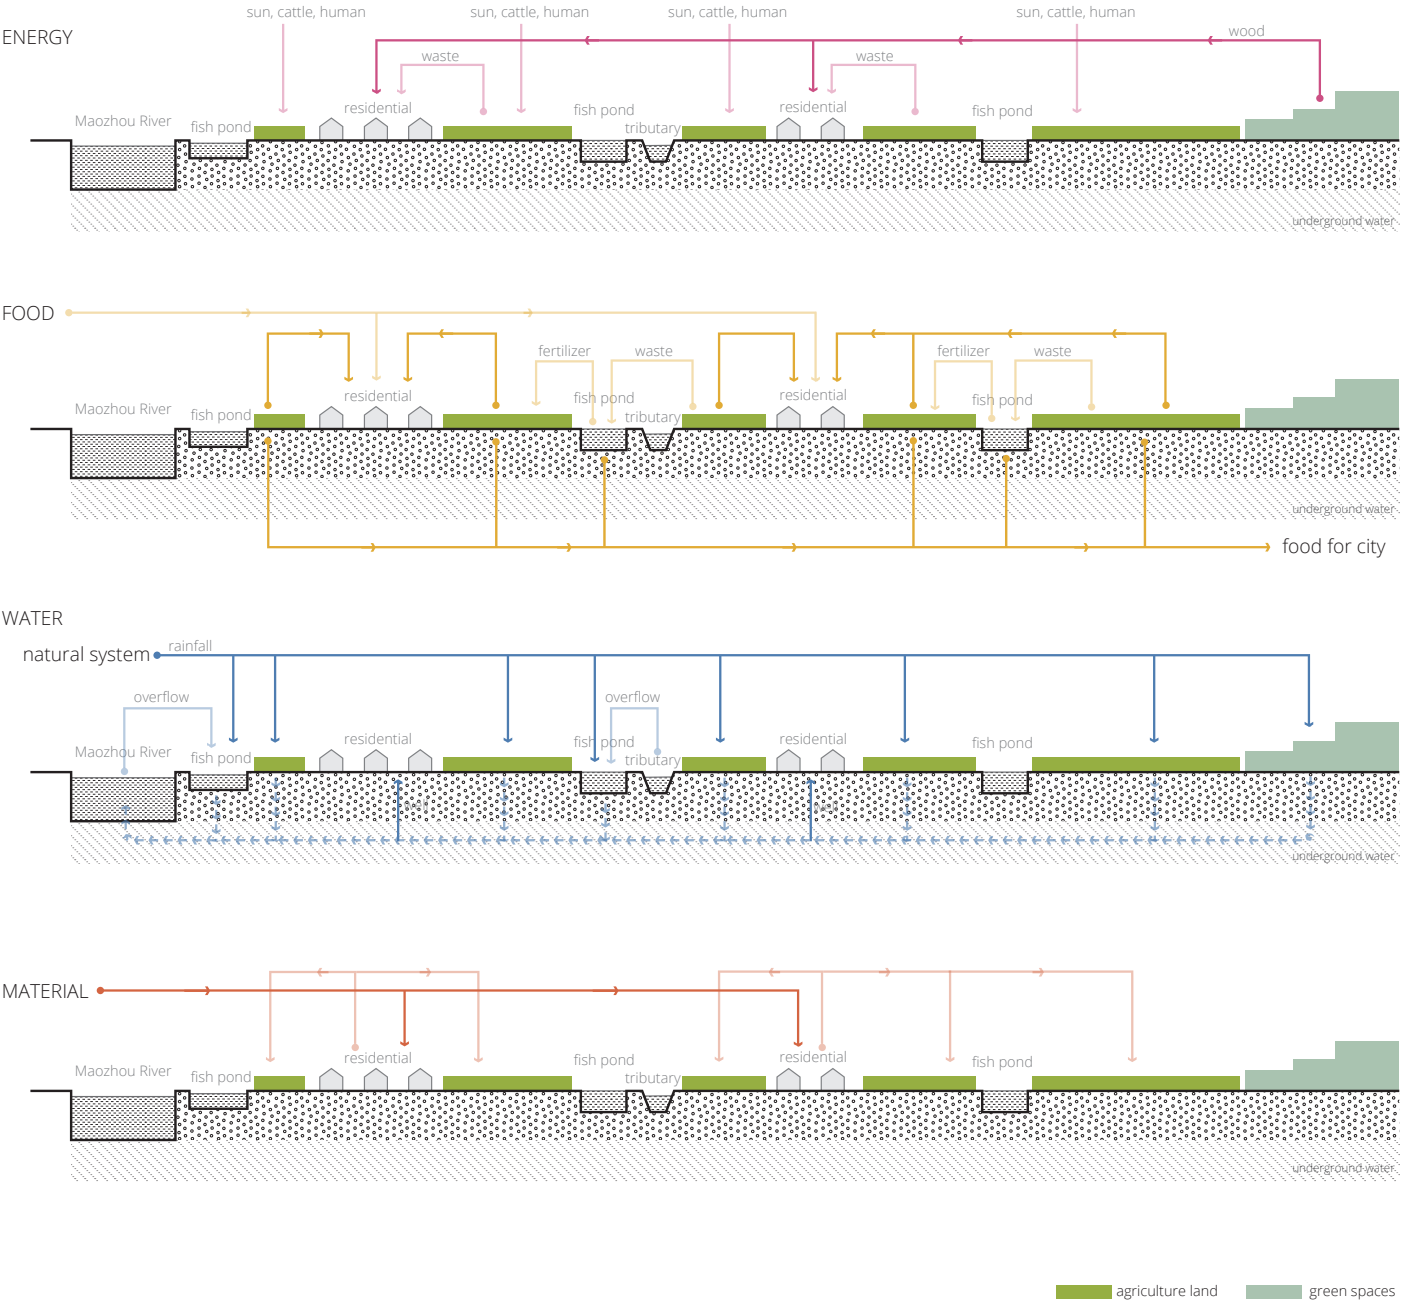 sun, cattle, human sun, cattle, human sun, cattle, human sun, cattle, human
ENERGY
wood
waste waste
residential residential
fish pond fish pond
Maozhou River
fish pond
tributary
underground water
FOOD
fertilizer waste fertilizer waste
residential residential
fish pond fish pond
Maozhou River
fish pond
tributary
underground water
food for city
WATER
rainfall
natural system
overflow overflow
residential residential
fish pond fish pond
Maozhou River
fish pond
tributary
well well
underground water
MATERIAL
residential residential
fish pond fish pond
Maozhou River
fish pond
tributary
underground water
agriculture land green spaces